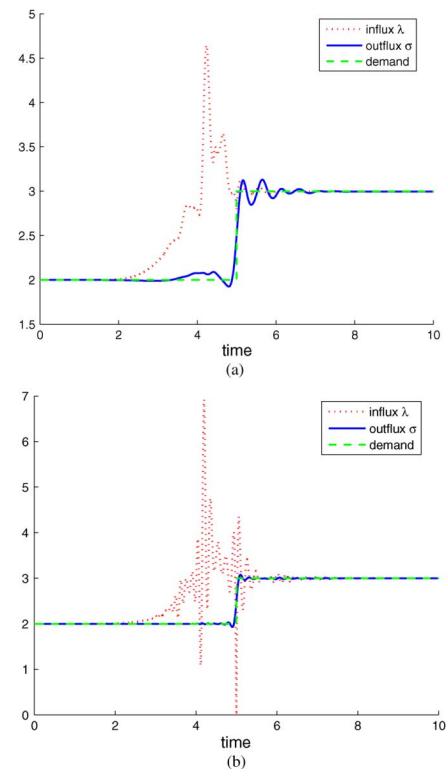 5
4.5
4
3.5
3
2.5
2
1.5
influx λ
outflux σ
demand
0 2 4 6 8 10
time
(a)
7
6
5
4
3
2
1
0
influx λ
outflux σ
demand
0 2 4 6 8 10
time
(b)